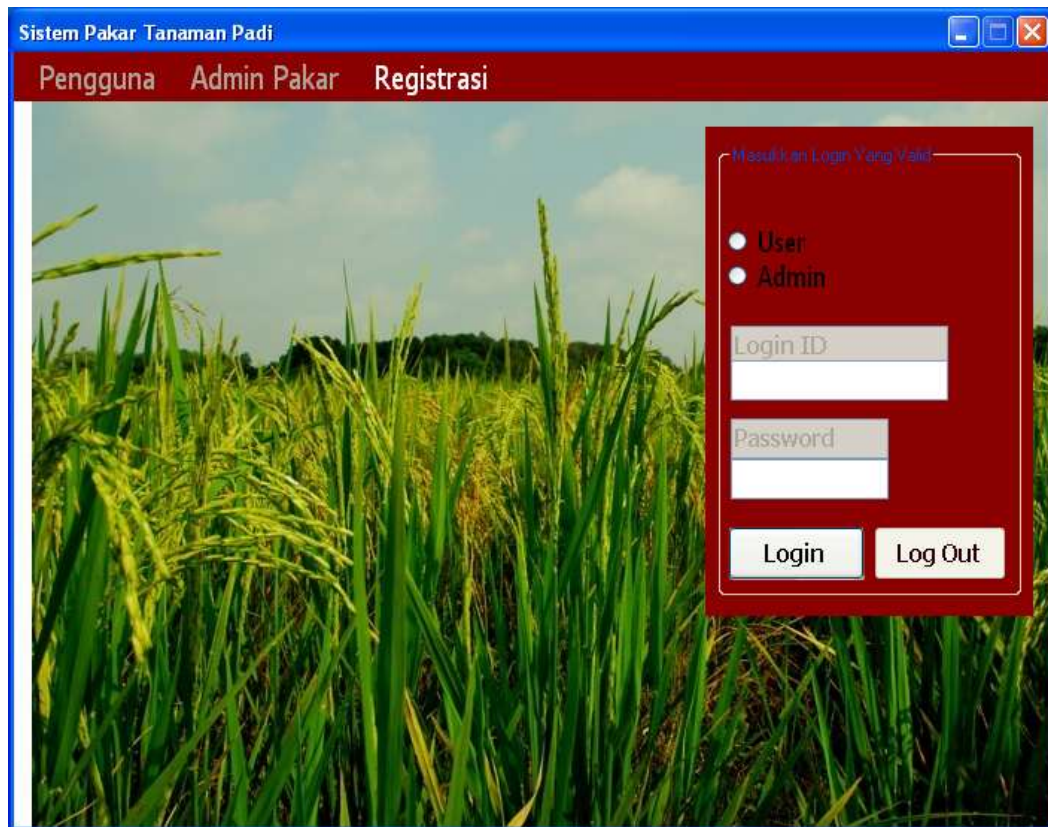 Sistem Pakar Tanaman Padi
Pengguna Admin Pakar Registrasi
Masukkan Login Yang Valid
User
Admin
Login ID
Password
Login Log Out